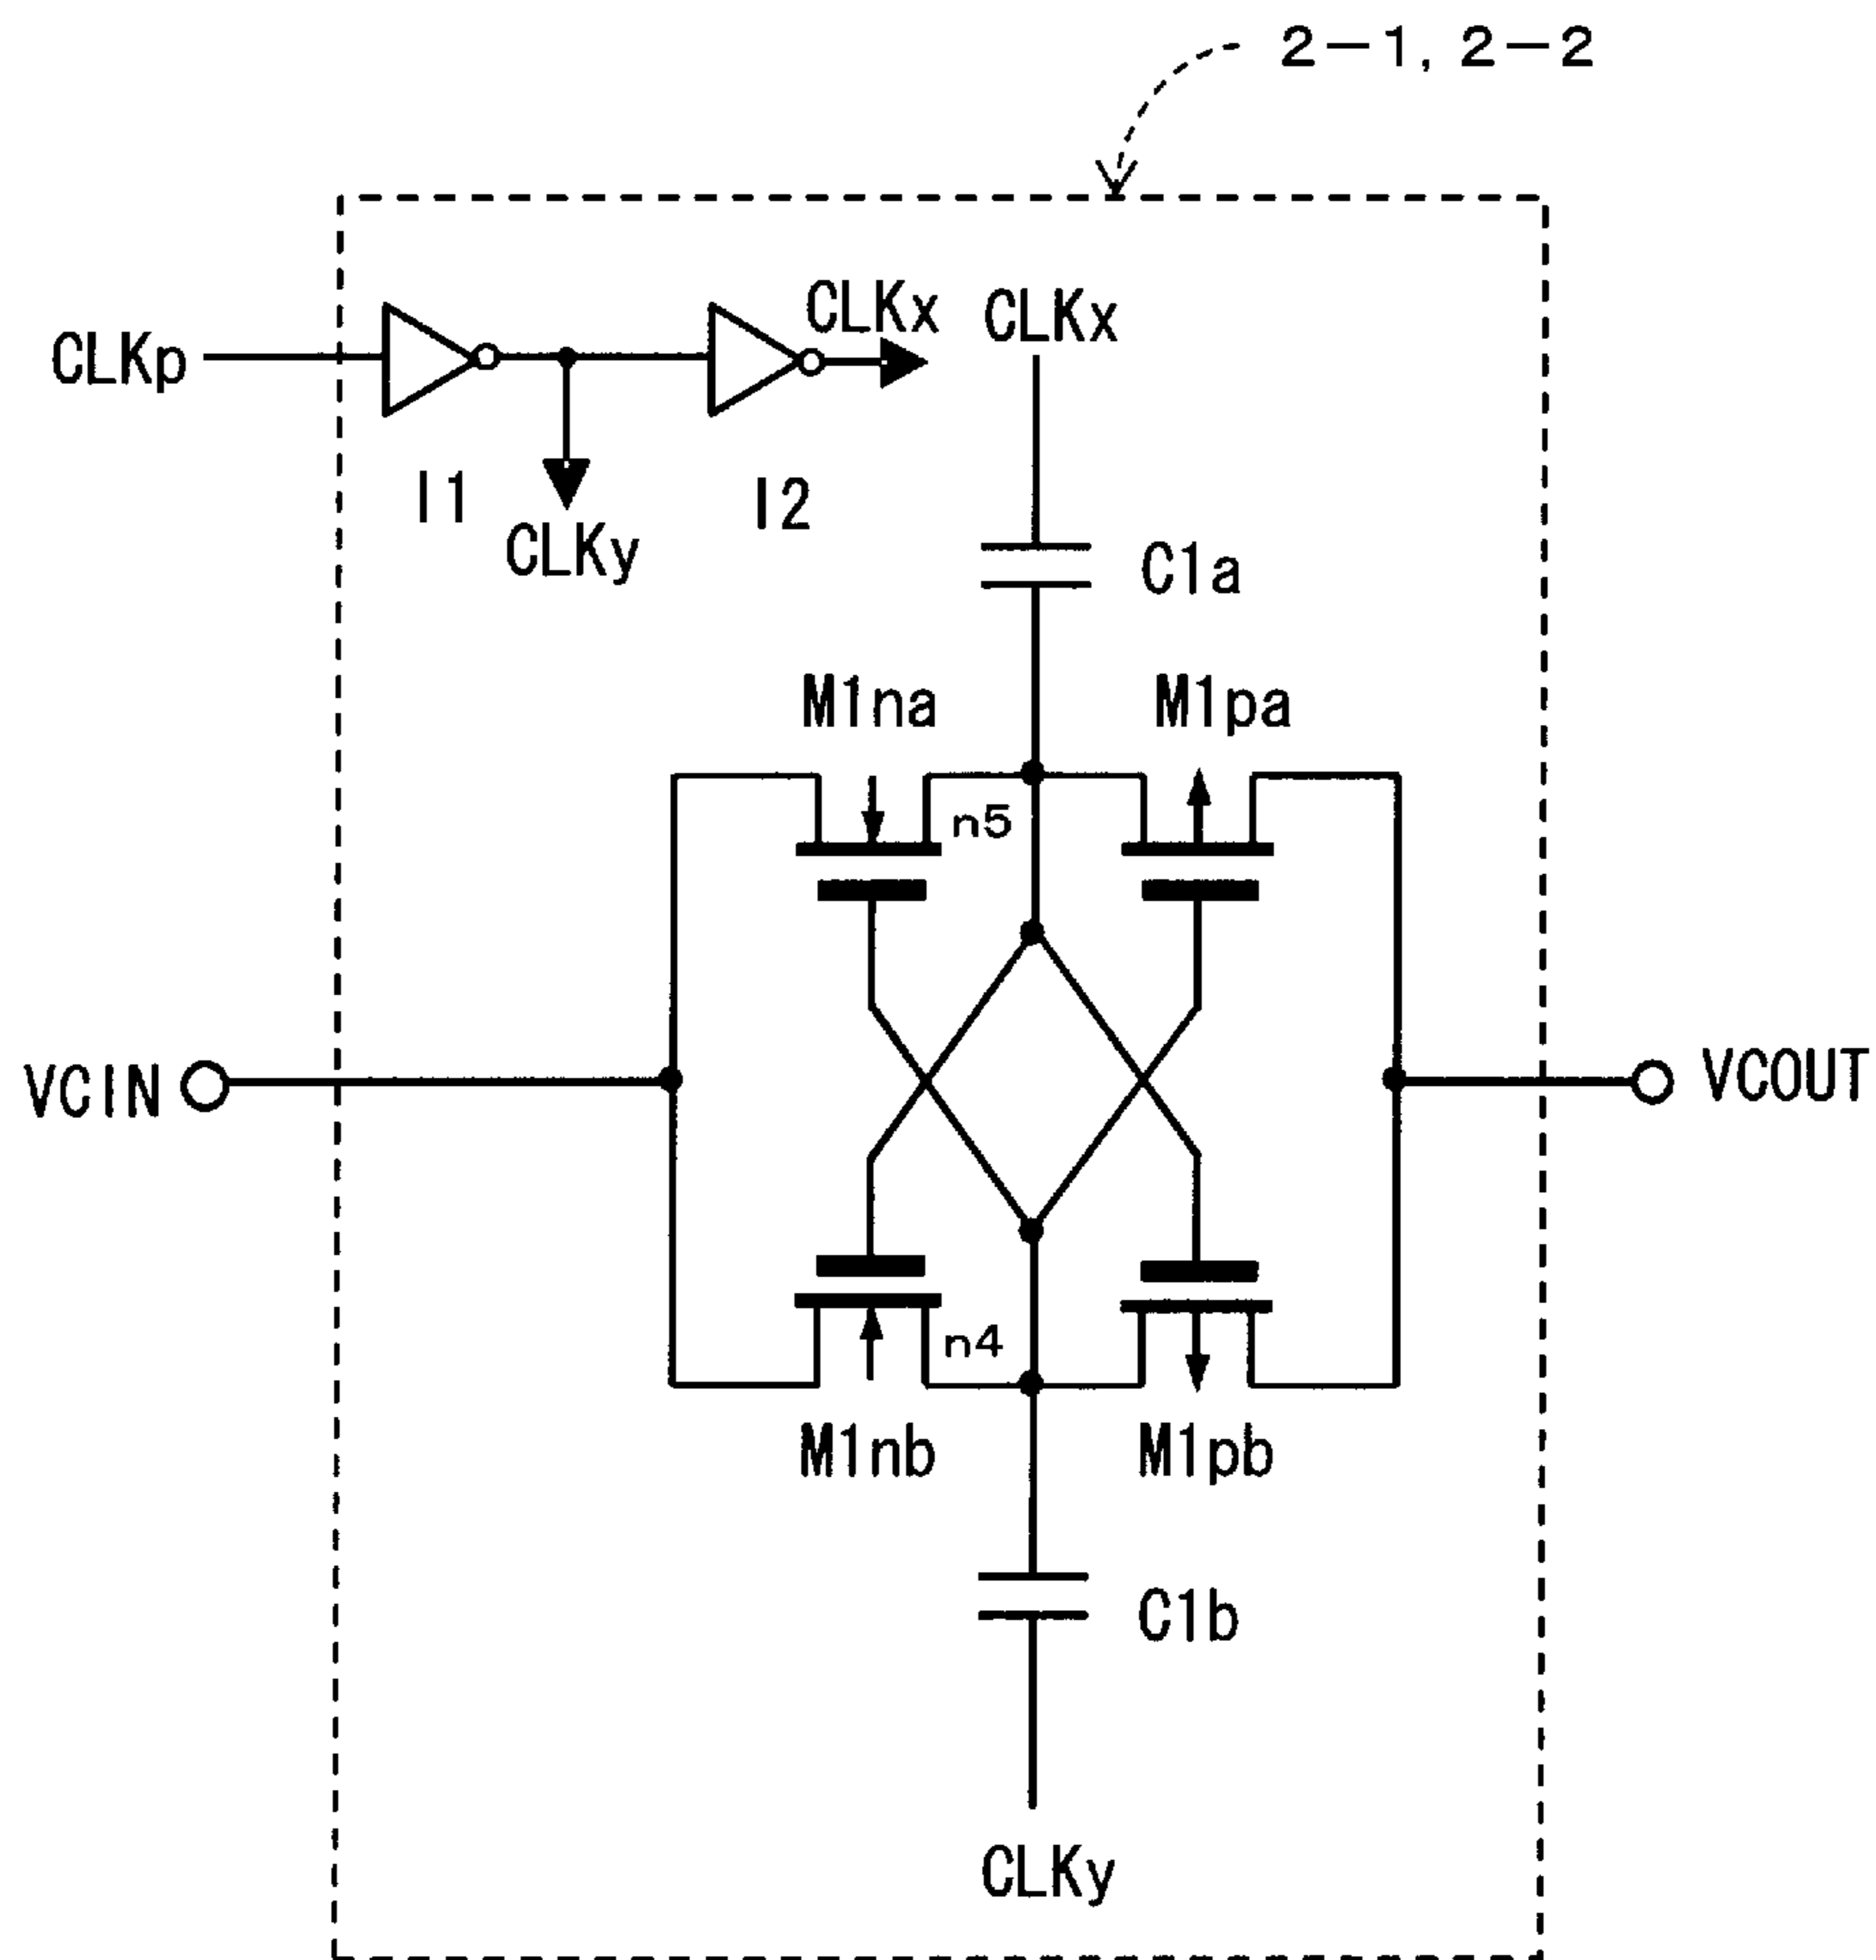 2-1, 2-2
CLKp
CLKx
CLKx
I1
CLKy
I2
C1a
M1na
M1pa
n5
VCIN
VCOUT
n4
M1nb
M1pb
C1b
CLKy